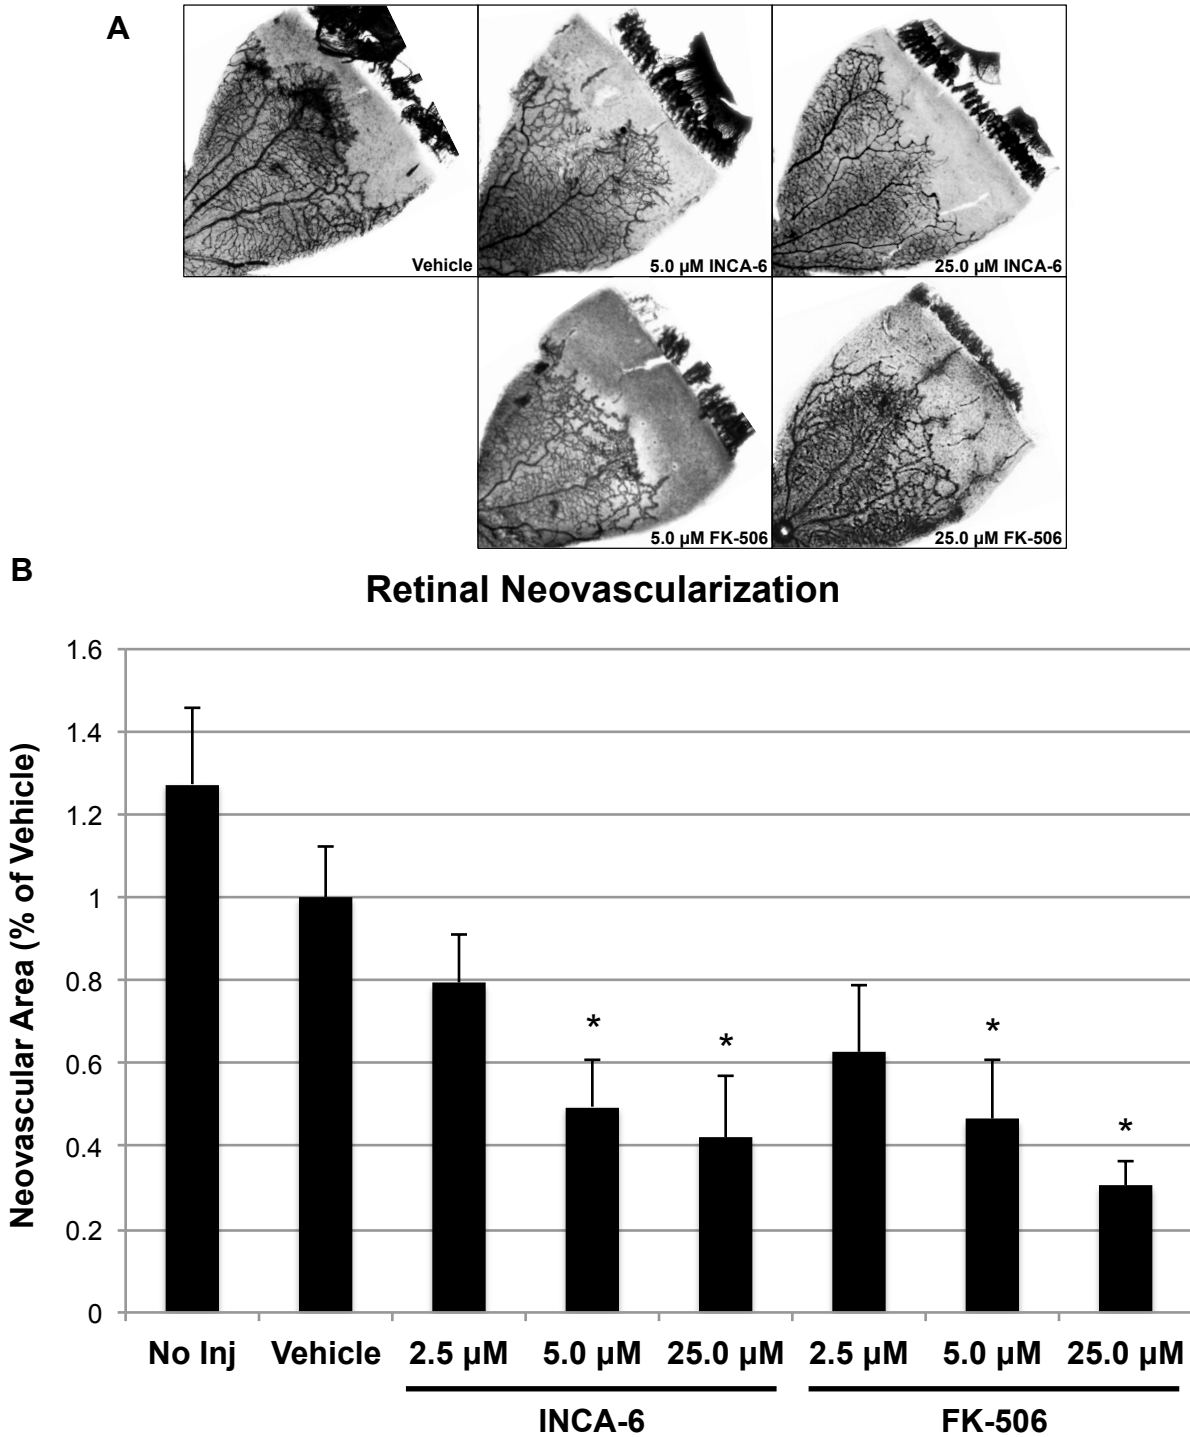 A
Vehicle
5.0 µM INCA-6
25.0 µM INCA-6
5.0 µM FK-506
25.0 µM FK-506
B
Retinal Neovascularization
Neovascular Area (% of Vehicle)
1.6
1.4
1.2
1
0.8
0.6
0.4
0.2
0
*
*
*
*
No Inj
Vehicle
2.5 µM
5.0 µM
25.0 µM
2.5 µM
5.0 µM
25.0 µM
INCA-6
FK-506